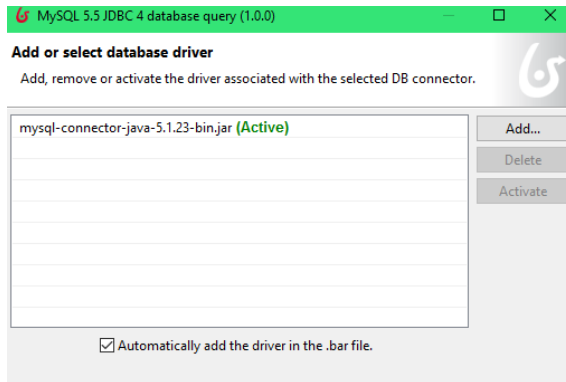 MySQL 5.5 JDBC 4 database query (1.0.0)
Add or select database driver
Add, remove or activate the driver associated with the selected DB connector.
mysql-connector-java-5.1.23-bin.jar (Active)
Add...
Delete
Activate
Automatically add the driver in the .bar file.